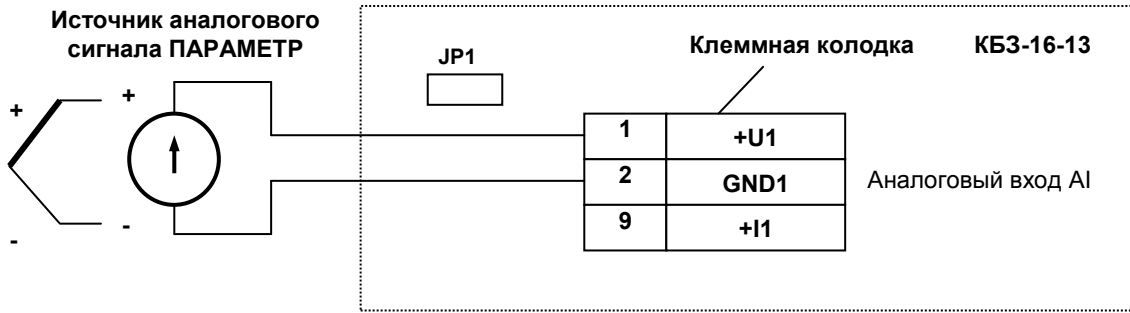 Источник аналогового
сигнала ПАРАМЕТР
JP1
Клеммная колодка
КБЗ-16-13
+
+
-
-
1 +U1
2 GND1
9 +I1
Аналоговый вход AI